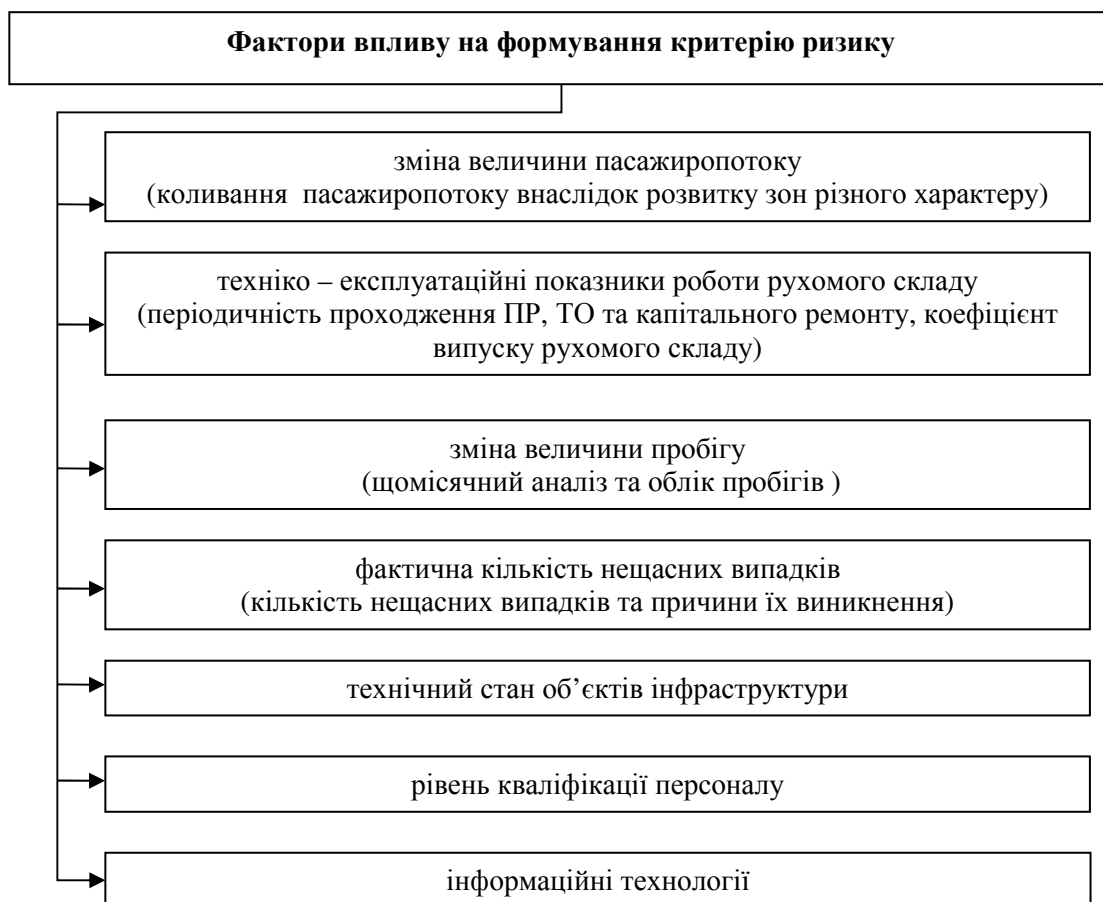 Фактори впливу на формування критерію ризику
зміна величини пасажиропотоку
(коливання пасажиропотоку внаслідок розвитку зон різного характеру)
техніко – експлуатаційні показники роботи рухомого складу
(періодичність проходження ПР, ТО та капітального ремонту, коефіцієнт
випуску рухомого складу)
зміна величини пробігу
(щомісячний аналіз та облік пробігів )
фактична кількість нещасних випадків
(кількість нещасних випадків та причини їх виникнення)
технічний стан об’єктів інфраструктури
рівень кваліфікації персоналу
інформаційні технології